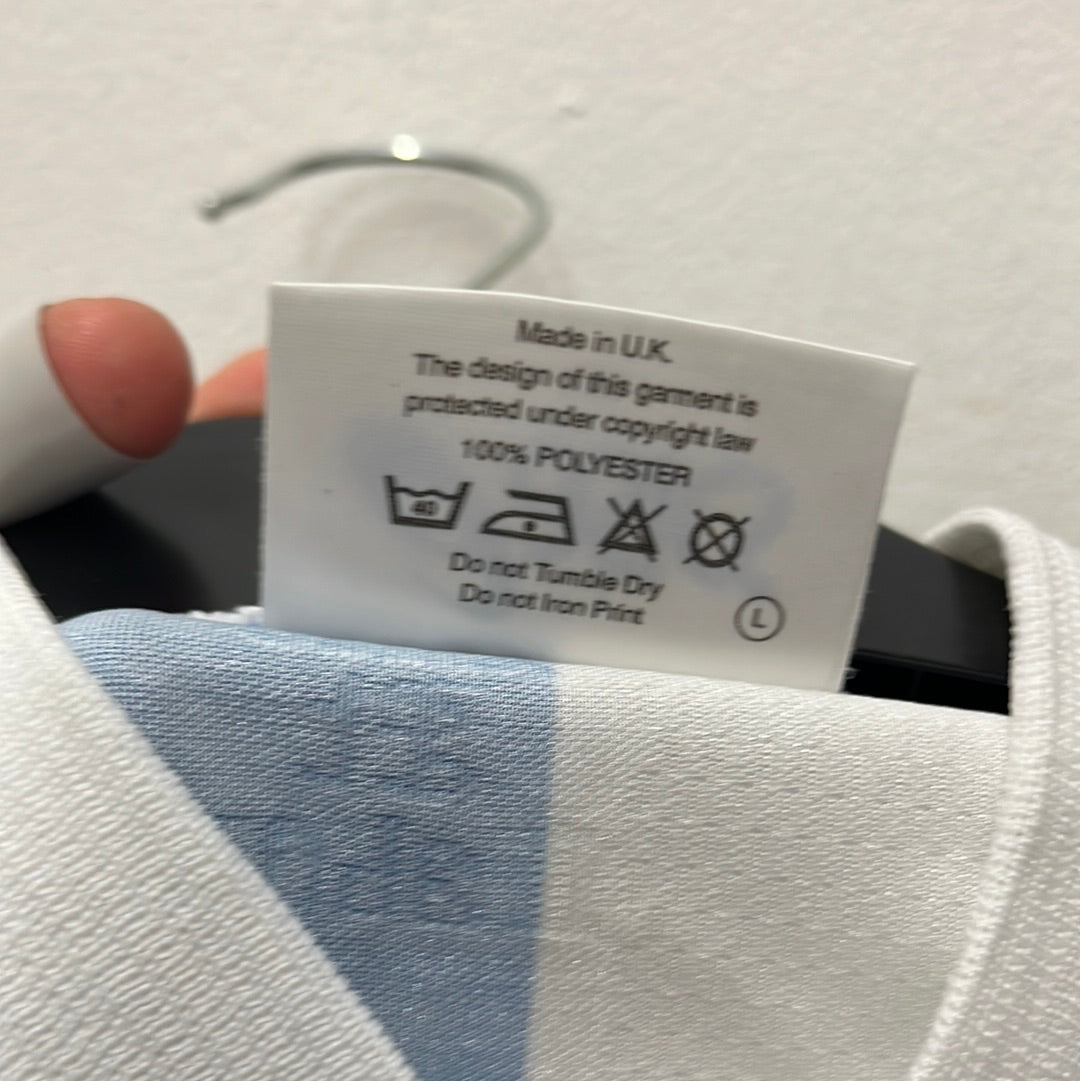 Made in U.K.
The design of this garment is
protected under copyright law
100% POLYESTER
40
Do not Tumble Dry
Do not Iron Print
L